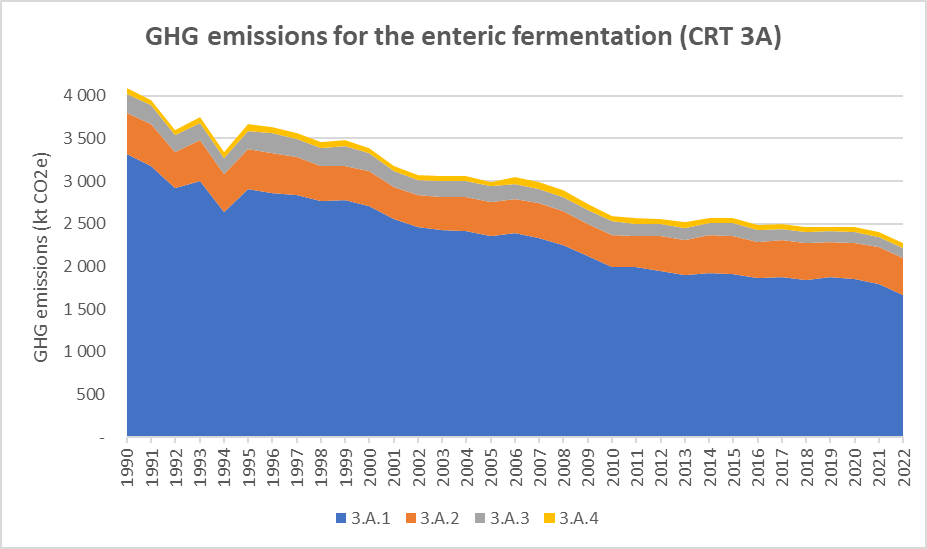 GHG emissions for the enteric fermentation (CRT 3A)
GHG emissions (kt CO2e)
4 000
3 500
3 000
2 500
2 000
1 500
1 000
500
-
1990 1991 1992 1993 1994 1995 1996 1997 1998 1999 2000 2001 2002 2003 2004 2005 2006 2007 2008 2009 2010 2011 2012 2013 2014 2015 2016 2017 2018 2019 2020 2021 2022
3.A.1 3.A.2 3.A.3 3.A.4